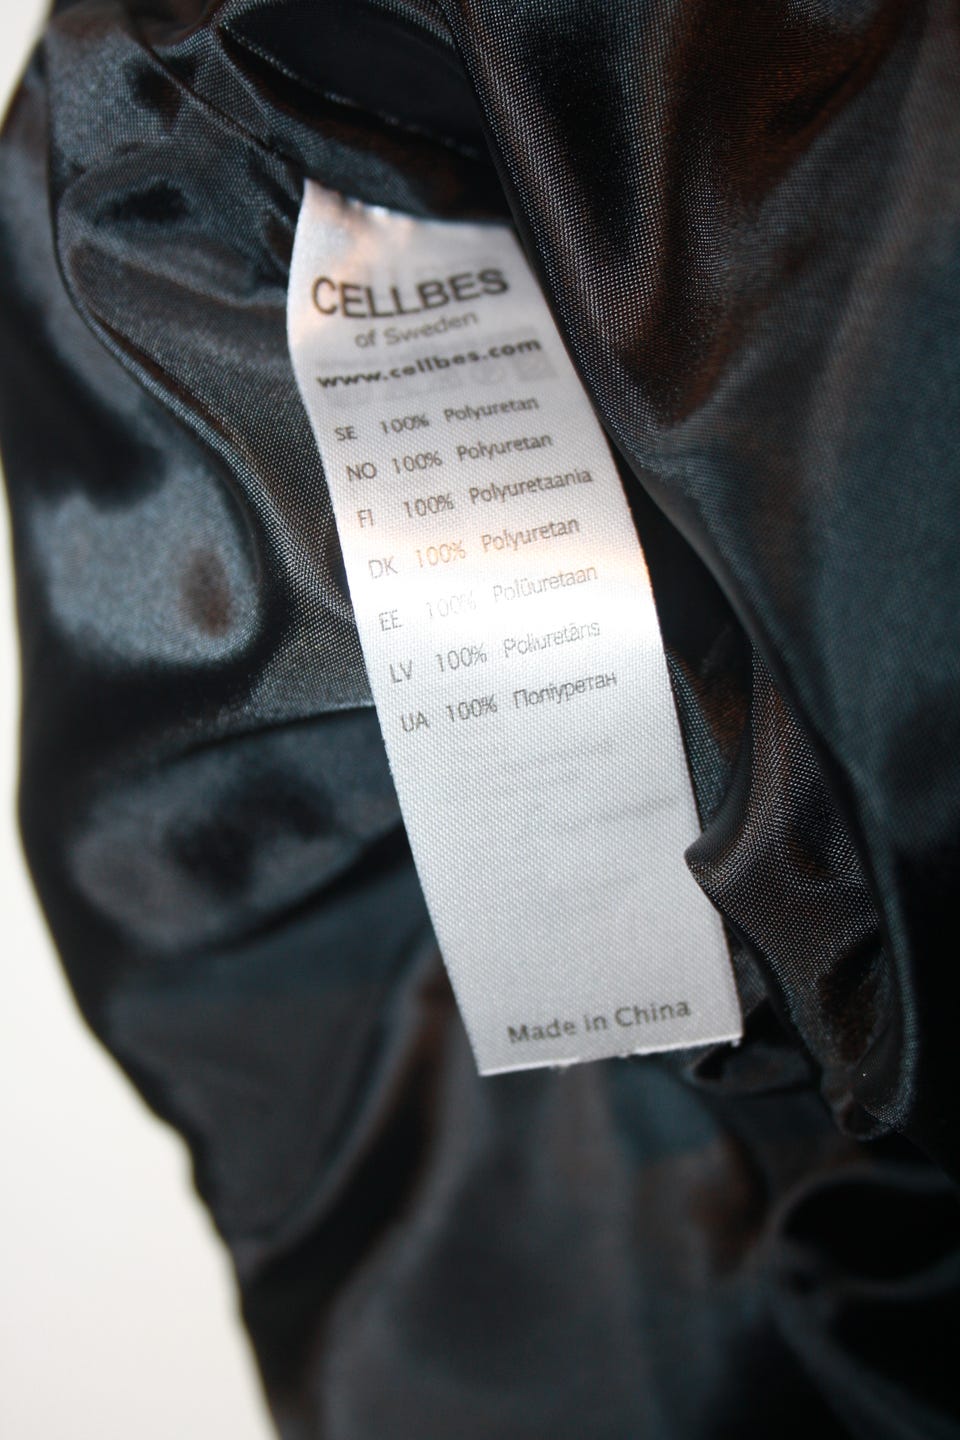 CELLBES
of Sweden
www.cellbes.com
SE 100% Polyuretan
NO 100% Polyuretan
FI 100% Polyuretaania
DK 100% Polyuretan
EE 100% Polüuretaan
LV 100% Poliuretāns
UA 100% Поліуретан
Made in China